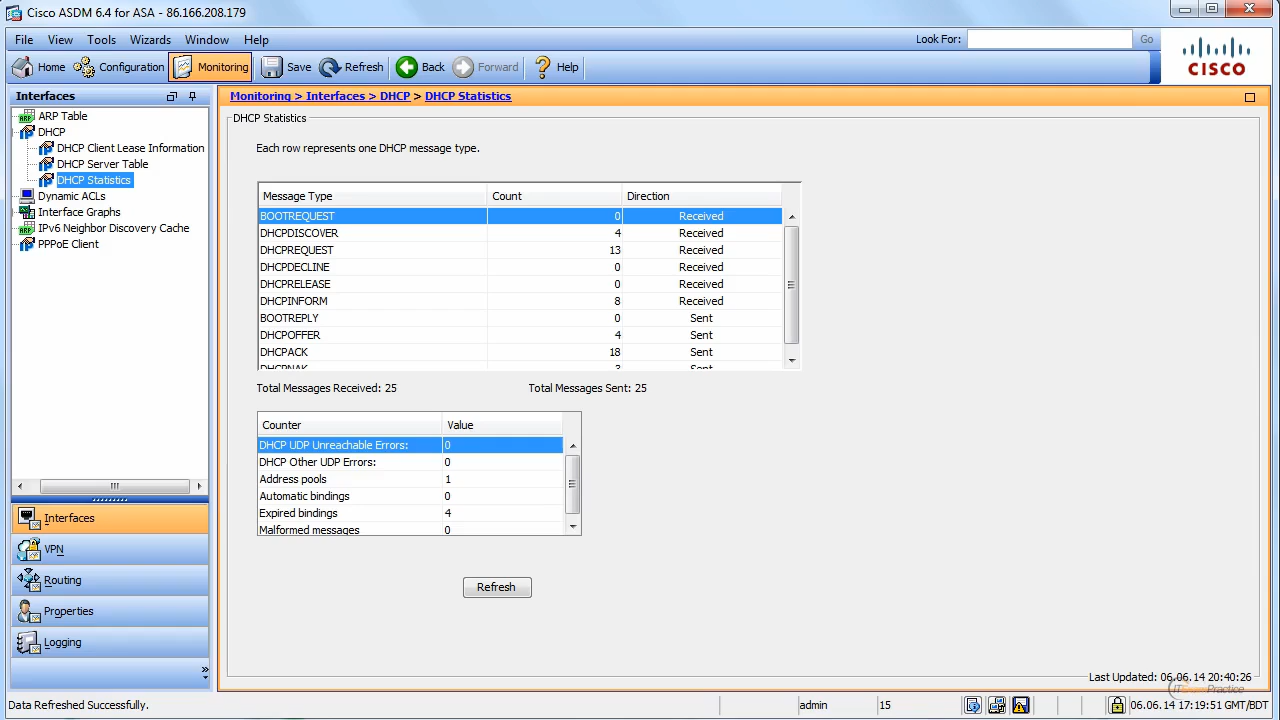 Cisco ASDM 6.4 for ASA - 86.166.208.179
File View Tools Wizards Window Help Look For: Go
Home Configuration Monitoring Save Refresh Back Forward Help
CISCO
Interfaces
ARP Table
DHCP
DHCP Client Lease Information
DHCP Server Table
DHCP Statistics
Dynamic ACLs
Interface Graphs
IPv6 Neighbor Discovery Cache
PPPoE Client
Interfaces
VPN
Routing
Properties
Logging
Monitoring > Interfaces > DHCP > DHCP Statistics
DHCP Statistics
Each row represents one DHCP message type.
Message Type Count Direction
BOOTREQUEST 0 Received
DHCPDISCOVER 4 Received
DHCPREQUEST 13 Received
DHCPDECLINE 0 Received
DHCPRELEASE 0 Received
DHCPINFORM 8 Received
BOOTREPLY 0 Sent
DHCPOFFER 4 Sent
DHCPACK 18 Sent
DHCPNAK 3 Sent
Total Messages Received: 25 Total Messages Sent: 25
Counter Value
DHCP UDP Unreachable Errors: 0
DHCP Other UDP Errors: 0
Address pools 1
Automatic bindings 0
Expired bindings 4
Malformed messages 0
Refresh
Last Updated: 06.06.14 20:40:26
Data Refreshed Successfully. admin 15 06.06.14 17:19:51 GMT/BDT